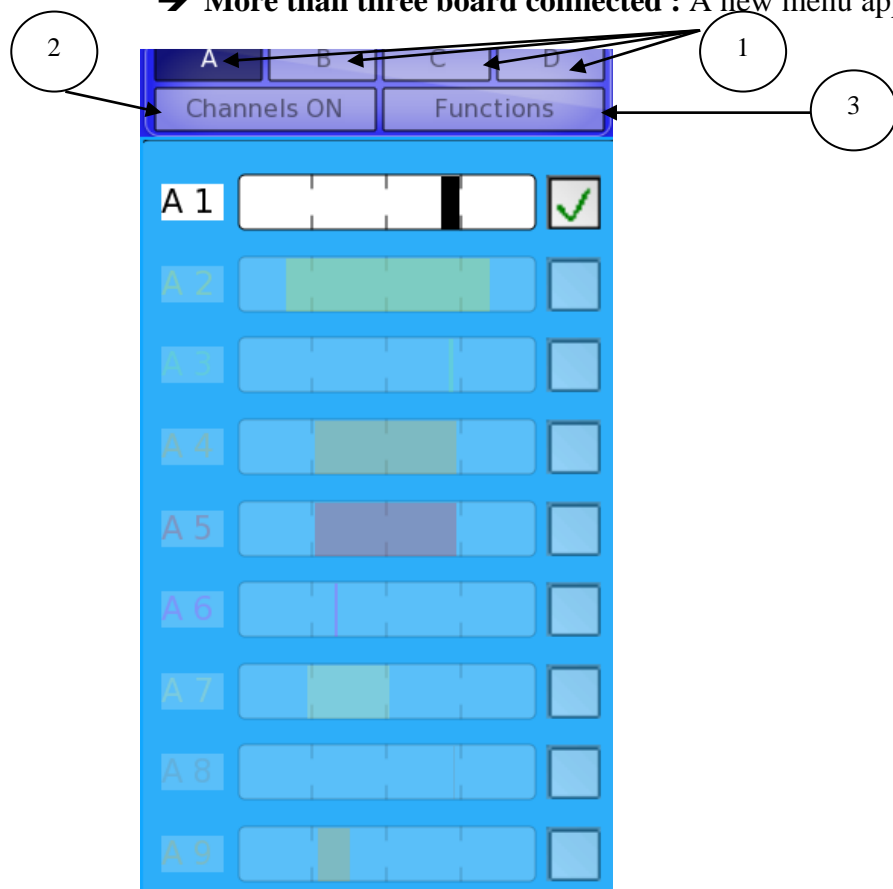 ➔ More than three board connected : A new menu ap
2 1
A B C D
Channels ON Functions
3
A 1
A 2
A 3
A 4
A 5
A 6
A 7
A 8
A 9